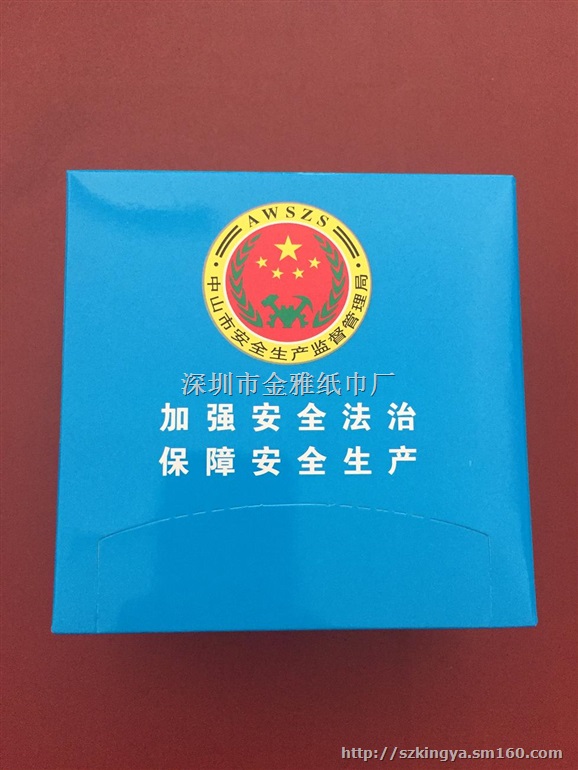 AWSZS
中山市安全生产监督管理局
深圳市金雅纸巾厂
加强安全法治
保障安全生产
http://szkingya.sm160.com